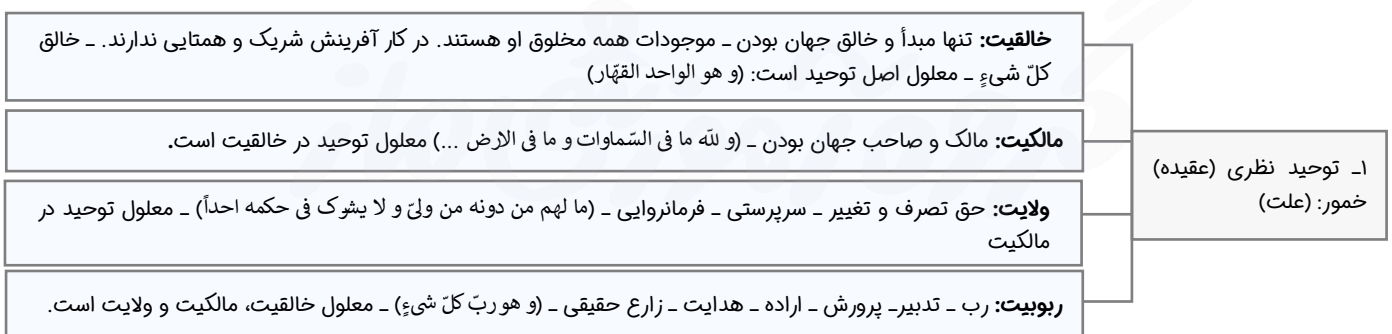 ۱ـ توحید نظری (عقیده)
خمور: (علت)
خالقیت: تنها مبدأ و خالق جهان بودن ـ موجودات همه مخلوق او هستند. در کار آفرینش شریک و همتایی ندارند. ـ خالق
کلّ شیءٍ ـ معلول اصل توحید است: (و هو الواحد القهّار)
مالکیت: مالک و صاحب جهان بودن ـ (و للّه ما فی السّماوات و ما فی الارض ...) معلول توحید در خالقیت است.
ولایت: حق تصرف و تغییر ـ سرپرستی ـ فرمانروایی ـ (ما لهم من دونه من ولیّ و لا یشرک فی حکمه احداً) ـ معلول توحید در
مالکیت
ربوبیت: رب ـ تدبیرـ پرورش ـ اراده ـ هدایت ـ زارع حقیقی ـ (و هو ربّ کلّ شیءٍ) ـ معلول خالقیت، مالکیت و ولایت است.